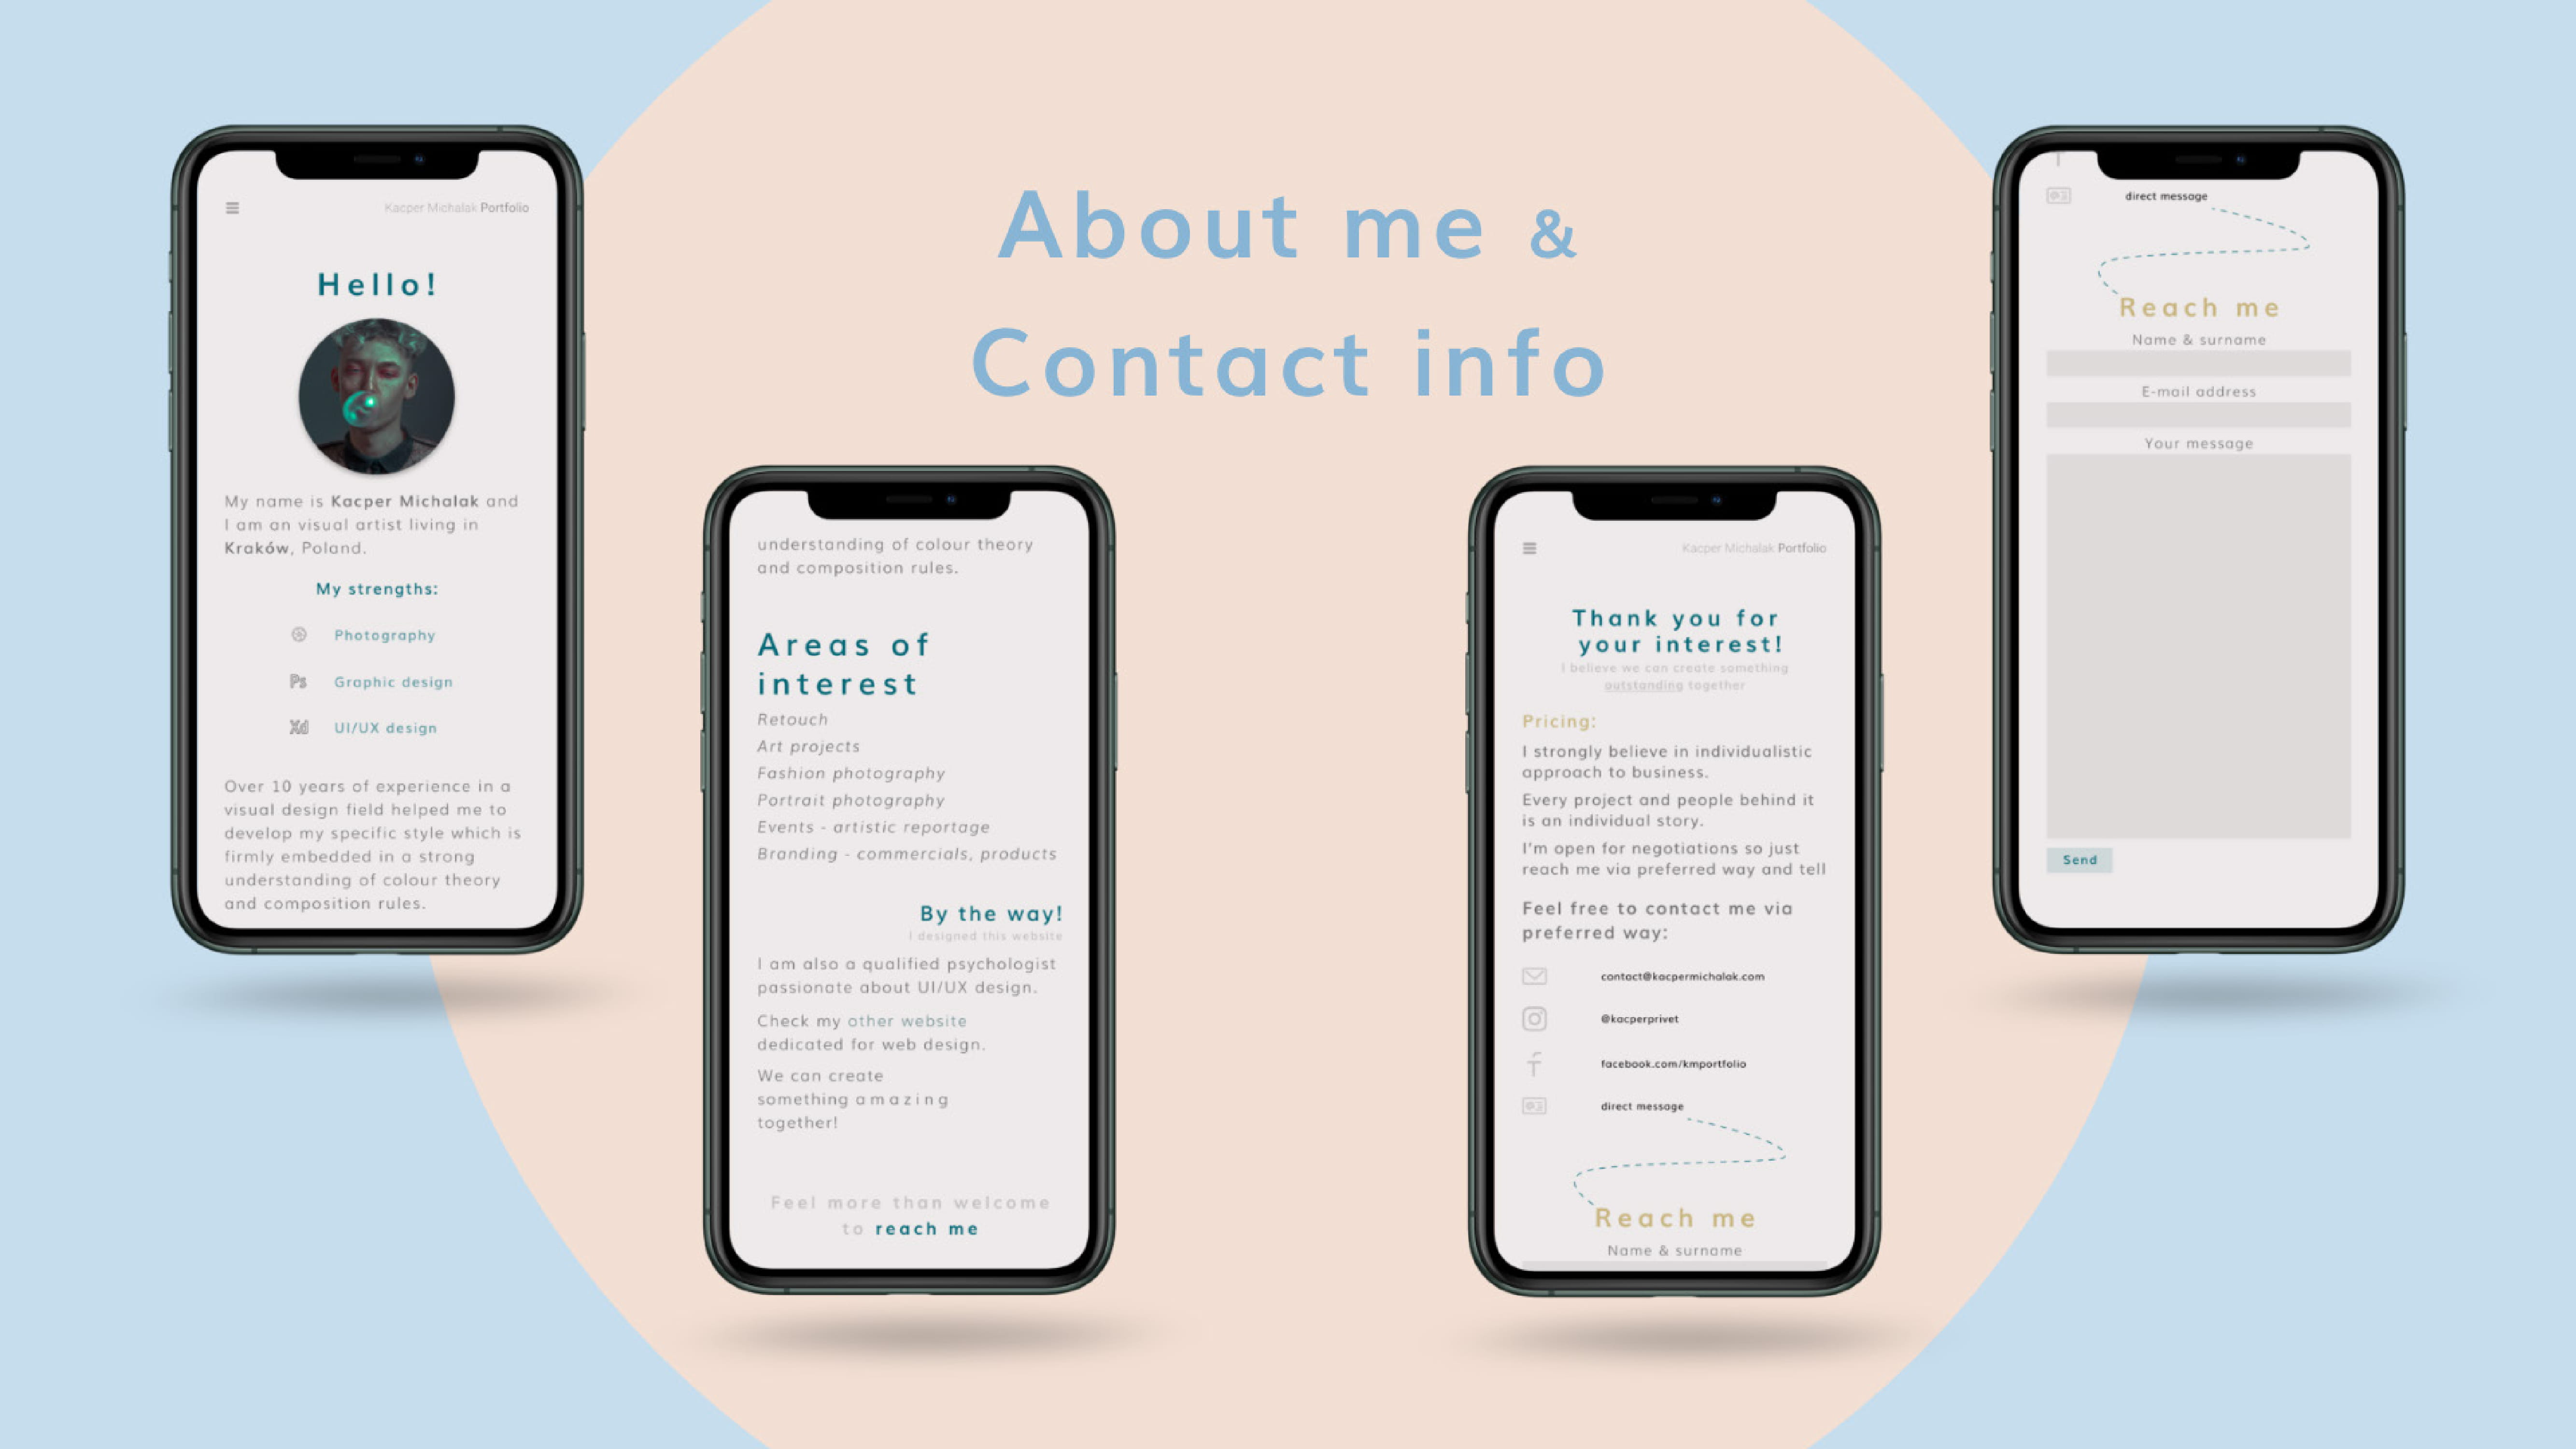 About me &
Contact info
Kacper Michalak Portfolio
Hello!
My name is Kacper Michalak and
I am an visual artist living in
Kraków, Poland.
My strengths:
Photography
Ps Graphic design
Xd UI/UX design
Over 10 years of experience in a
visual design field helped me to
develop my specific style which is
firmly embedded in a strong
understanding of colour theory
and composition rules.
understanding of colour theory
and composition rules.
Areas of
interest
Retouch
Art projects
Fashion photography
Portrait photography
Events - artistic reportage
Branding - commercials, products
By the way!
I designed this website
I am also a qualified psychologist
passionate about UI/UX design.
Check my other website
dedicated for web design.
We can create
something amazing
together!
Feel more than welcome
to reach me
Kacper Michalak Portfolio
Thank you for
your interest!
I believe we can create something
outstanding together
Pricing:
I strongly believe in individualistic
approach to business.
Every project and people behind it
is an individual story.
I'm open for negotiations so just
reach me via preferred way and tell
Feel free to contact me via
preferred way:
contact@kacpermichalak.com
@kacperprivet
facebook.com/kmportfolio
direct message
Reach me
Name & surname
direct message
Reach me
Name & surname
E-mail address
Your message
Send